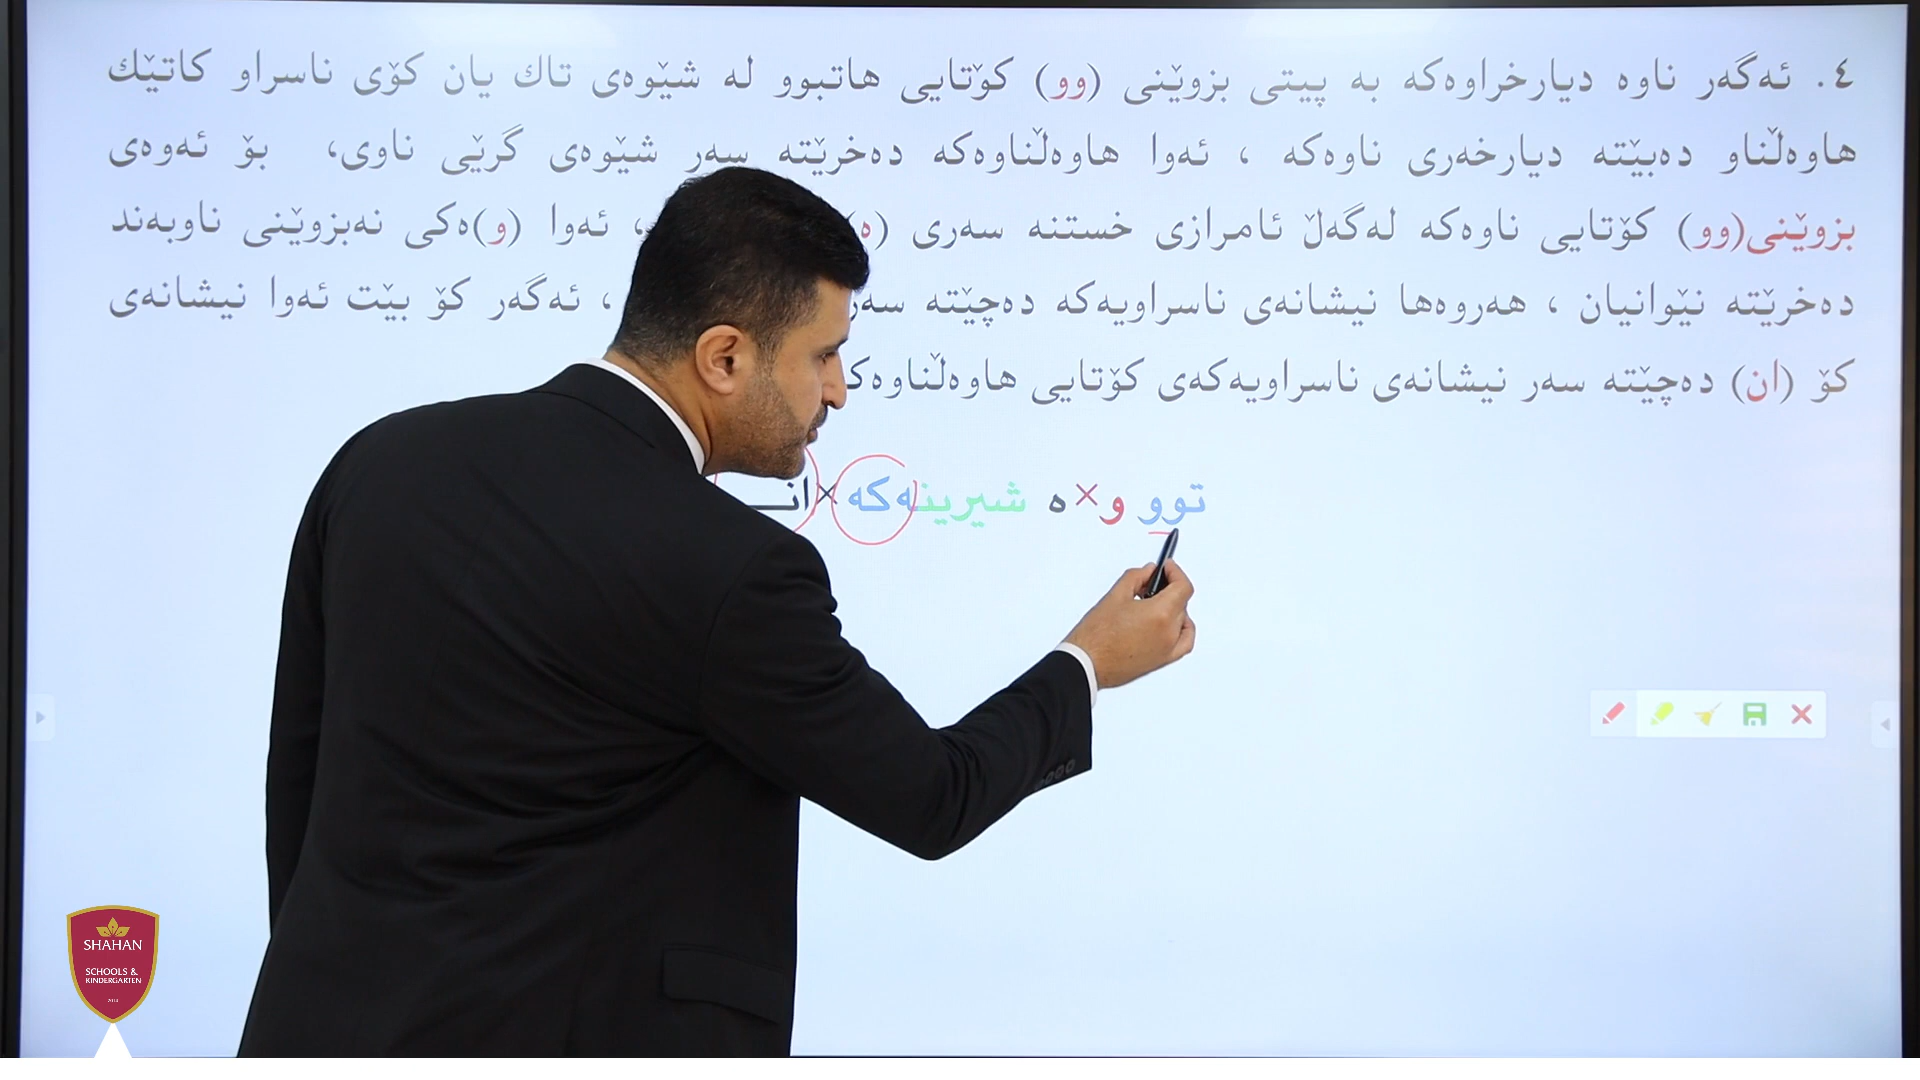 ٤. ئەگەر ناوە دیارخراوەکە بە پیتی بزوێنی (وو) کۆتایی هاتبوو لە شێوەی تاك یان کۆی ناسراو کاتێك
هاوەڵناو دەبێتە دیارخەری ناوەکە ، ئەوا هاوەڵناوەکە دەخرێتە سەر شێوەی گرێی ناوی، بۆ ئەوەی
بزوێنی(وو) کۆتایی ناوەکە لەگەڵ ئامرازی خستنە سەری (ە ، ئەوا (و)ەکی نەبزوێنی ناوبەند
دەخرێتە نێوانیان ، هەروەها نیشانەی ناسراویەکە دەچێتە سەر ، ئەگەر کۆ بێت ئەوا نیشانەی
کۆ (ان) دەچێتە سەر نیشانەی ناسراویەکەی کۆتایی
توو و×ە شیرینەکە×انـ
SHAHAN
SCHOOLS &
KINDERGARTEN